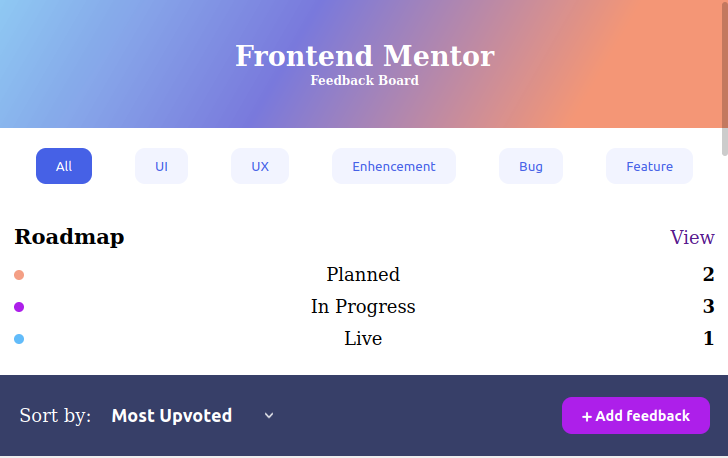 Frontend Mentor
Feedback Board
All UI UX Enhencement Bug Feature
Roadmap View
Planned 2
In Progress 3
Live 1
Sort by: Most Upvoted + Add feedback